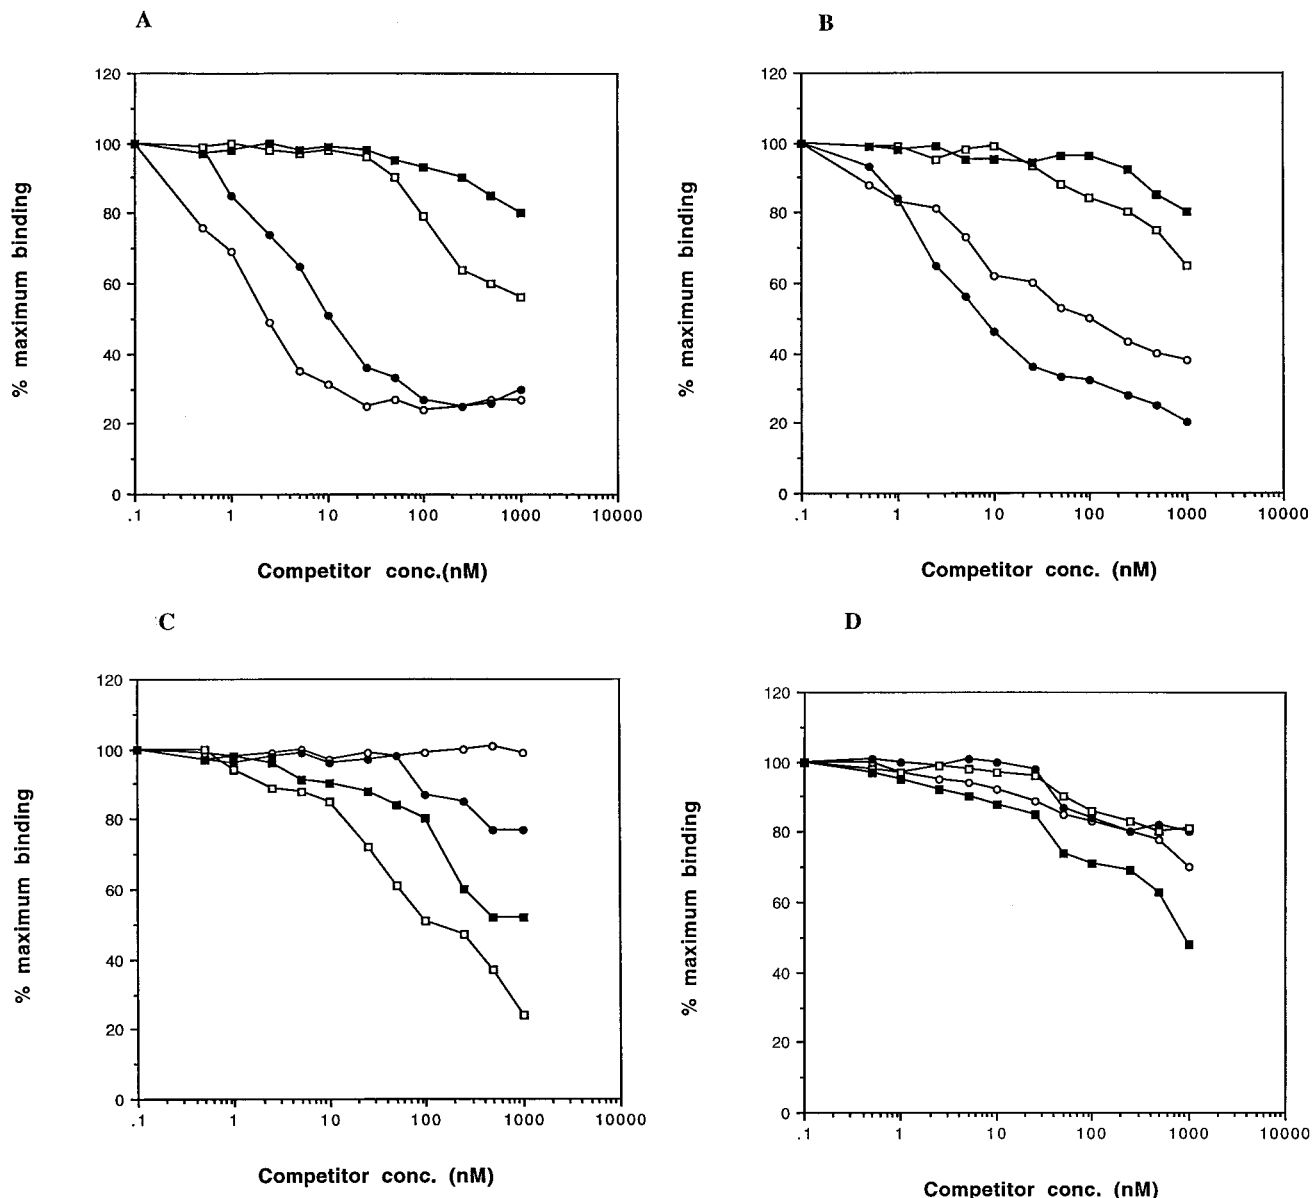 A
120
100
80
60
40
20
0
% maximum binding
.1 1 10 100 1000 10000
Competitor conc.(nM)
B
120
100
80
60
40
20
0
% maximum binding
.1 1 10 100 1000 10000
Competitor conc. (nM)
C
120
100
80
60
40
20
0
% maximum binding
.1 1 10 100 1000 10000
Competitor conc. (nM)
D
120
100
80
60
40
20
0
% maximum binding
.1 1 10 100 1000 10000
Competitor conc. (nM)